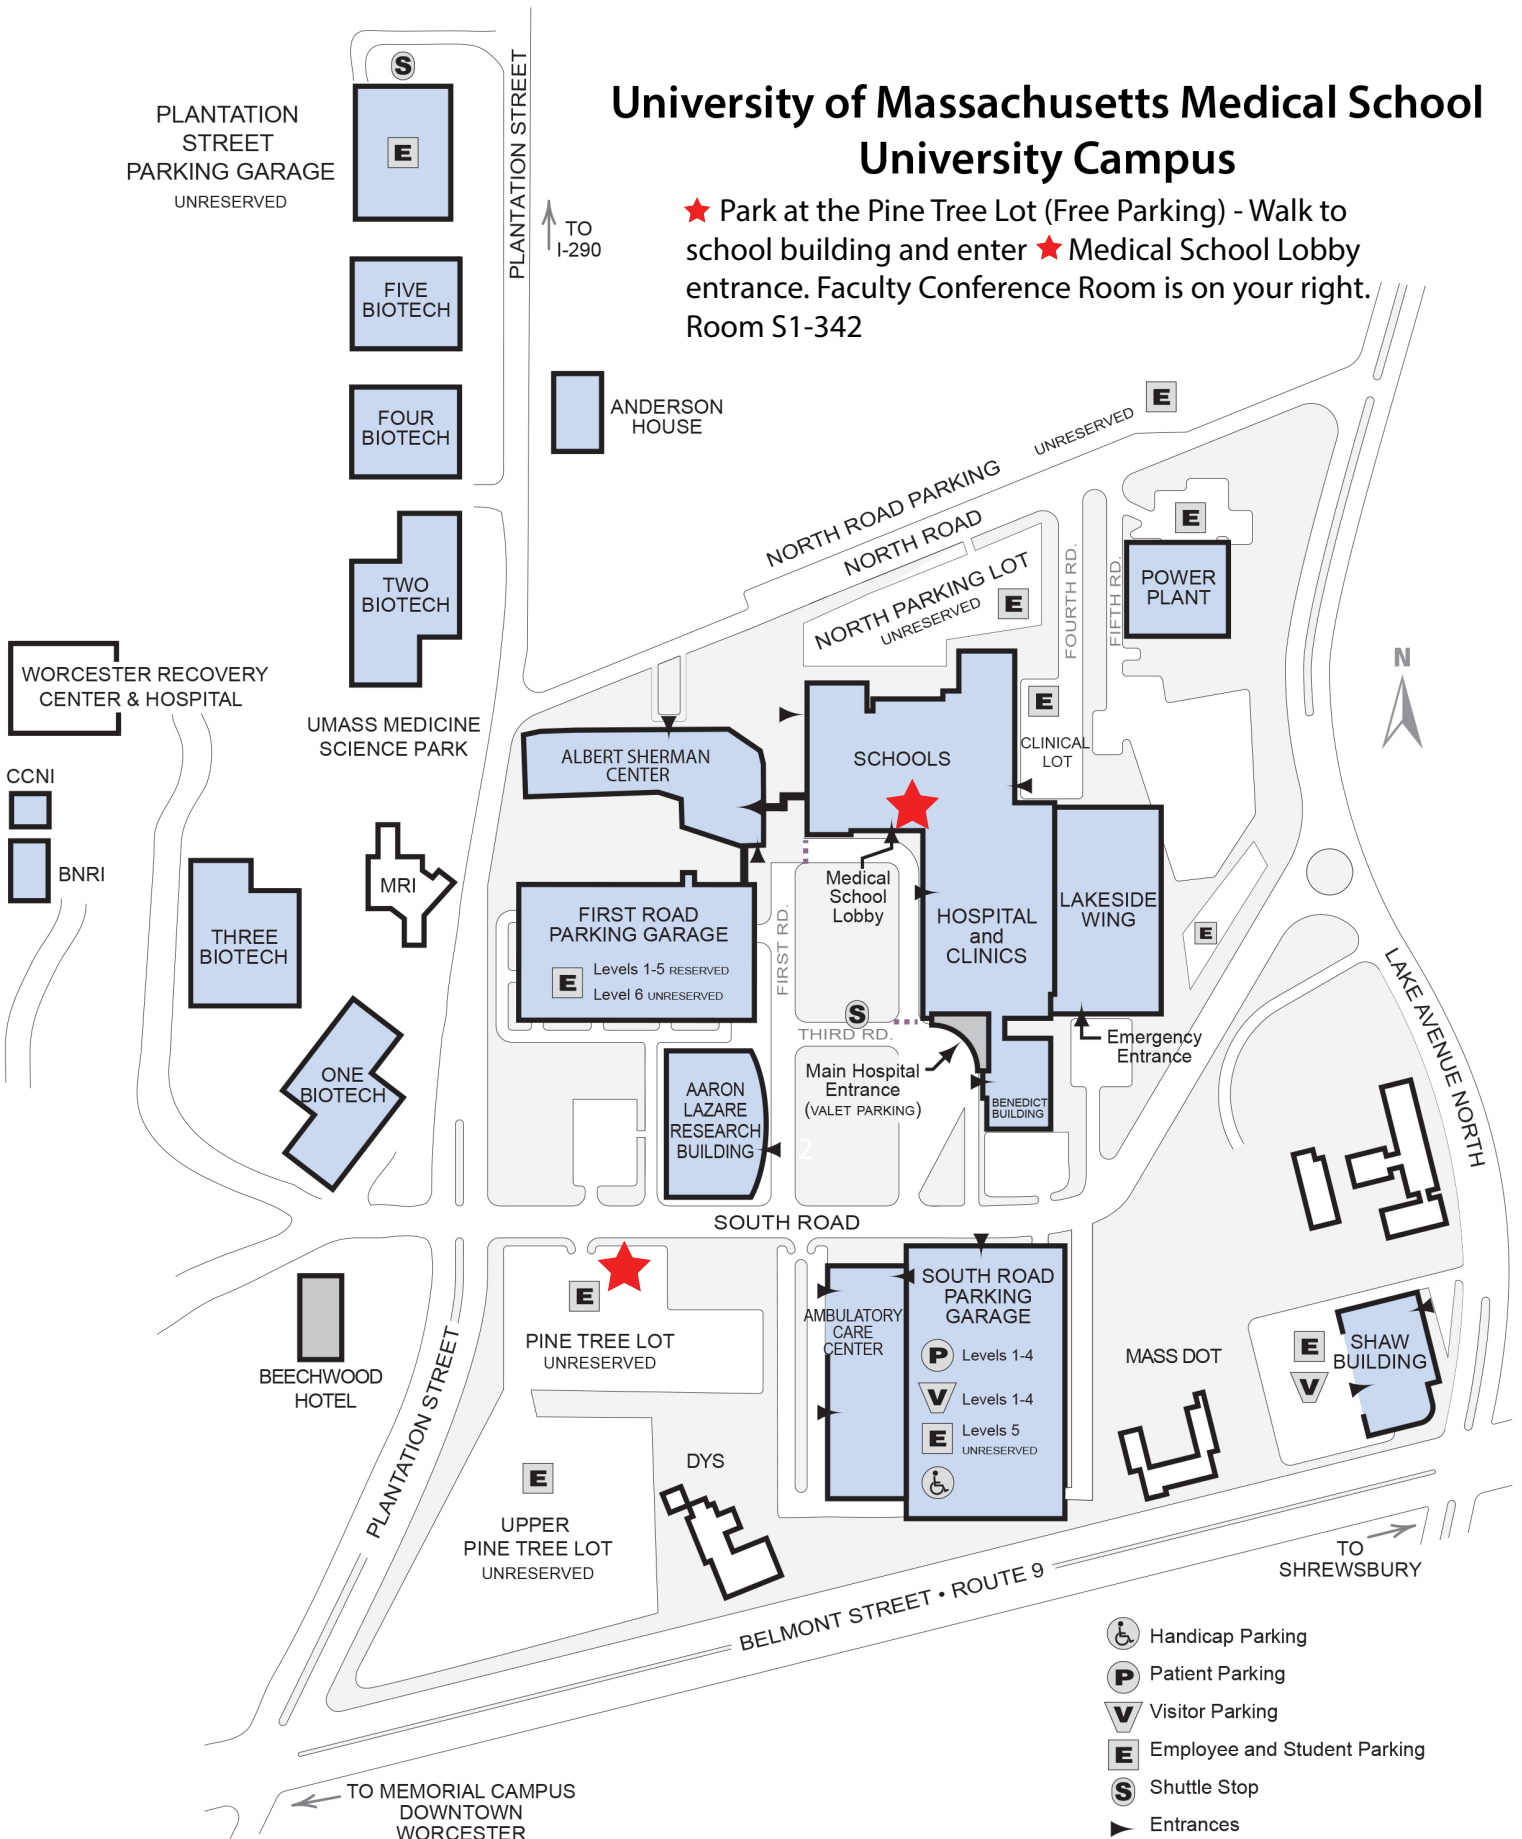 University of Massachusetts Medical School
University Campus
Park at the Pine Tree Lot (Free Parking) - Walk to
school building and enter Medical School Lobby
entrance. Faculty Conference Room is on your right.
Room S1-342
S
PLANTATION
STREET
PARKING GARAGE
UNRESERVED
E
PLANTATION STREET
TO
I-290
FIVE
BIOTECH
FOUR
BIOTECH
ANDERSON
HOUSE
E
UNRESERVED
NORTH ROAD PARKING
NORTH ROAD
NORTH PARKING LOT
UNRESERVED
E
FOURTH RD.
FIFTH RD.
E
POWER
PLANT
TWO
BIOTECH
WORCESTER RECOVERY
CENTER & HOSPITAL
UMASS MEDICINE
SCIENCE PARK
N
E
CLINICAL
LOT
ALBERT SHERMAN
CENTER
SCHOOLS
CCNI
BNRI
MRI
THREE
BIOTECH
Medical
School
Lobby
FIRST ROAD
PARKING GARAGE
E
Levels 1-5 RESERVED
Level 6 UNRESERVED
FIRST RD.
HOSPITAL
and
CLINICS
LAKESIDE
WING
E
LAKE AVENUE NORTH
S
THIRD RD.
Emergency
Entrance
Main Hospital
Entrance
(VALET PARKING)
BENEDICT
BUILDING
ONE
BIOTECH
AARON
LAZARE
RESEARCH
BUILDING
2
SOUTH ROAD
E
PINE TREE LOT
UNRESERVED
BEECHWOOD
HOTEL
PLANTATION STREET
AMBULATORY
CARE
CENTER
SOUTH ROAD
PARKING
GARAGE
P
Levels 1-4
V
Levels 1-4
E
Levels 5
UNRESERVED
MASS DOT
E
V
SHAW
BUILDING
E
UPPER
PINE TREE LOT
UNRESERVED
DYS
BELMONT STREET • ROUTE 9
TO
SHREWSBURY
TO MEMORIAL CAMPUS
DOWNTOWN
WORCESTER
Handicap Parking
P
Patient Parking
V
Visitor Parking
E
Employee and Student Parking
S
Shuttle Stop
Entrances